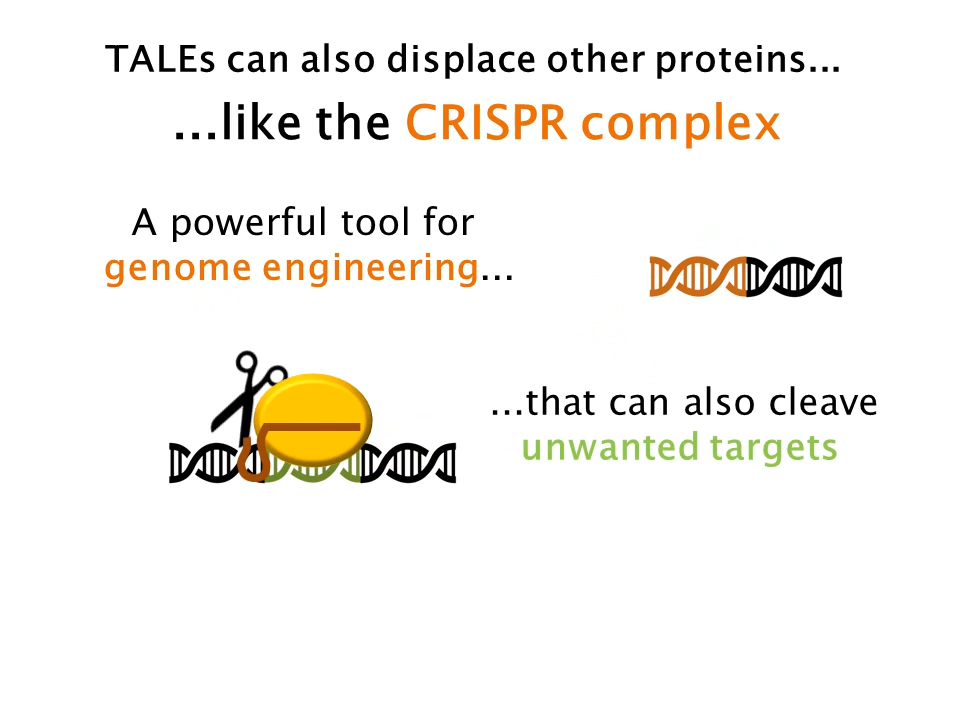 TALEs can also displace other proteins...
...like the CRISPR complex
A powerful tool for
genome engineering...
...that can also cleave
unwanted targets